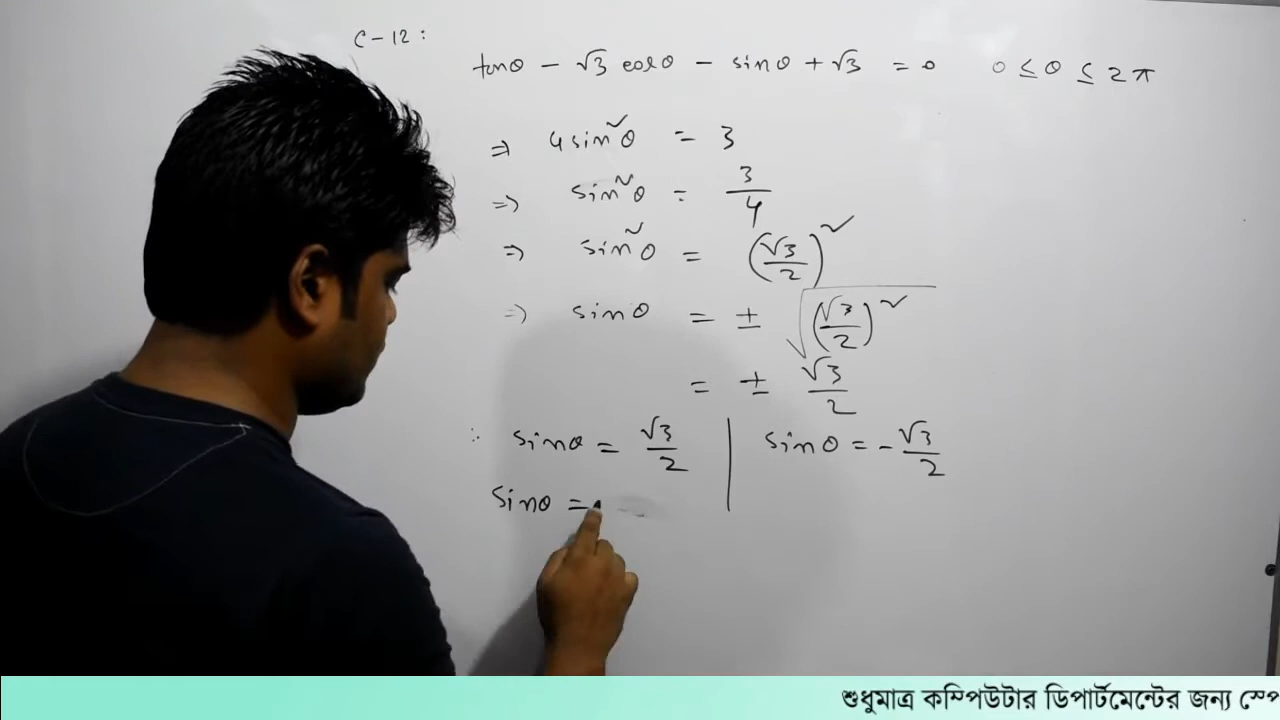 C-12:
tanθ - √3 cosθ - sinθ + √3 = 0 0 ≤ θ ≤ 2π
⇒ 4sin²θ = 3
⇒ sin²θ = 3/4
⇒ sin²θ = (√3/2)²
⇒ sinθ = ± √(√3/2)²
= ± √3/2
∴ sinθ = √3/2 | sinθ = -√3/2
sinθ =
শুধুমাত্র কম্পিউটার ডিপার্টমেন্টের জন্য